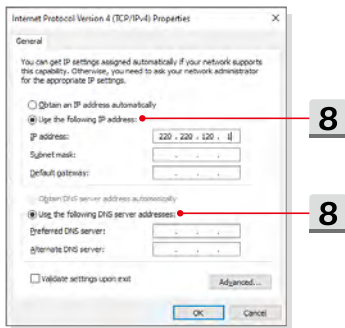 Internet Protocol Version 4 (TCP/IPv4) Properties
General
You can get IP settings assigned automatically if your network supports
this capability. Otherwise, you need to ask your network administrator
for the appropriate IP settings.
Obtain an IP address automatically
Use the following IP address:
8
IP address: 220 . 220 . 120 . 1
Subnet mask: . . .
Default gateway: . . .
Obtain DNS server address automatically
Use the following DNS server addresses:
8
Preferred DNS server: . . .
Alternate DNS server: . . .
Validate settings upon exit
Advanced...
OK Cancel